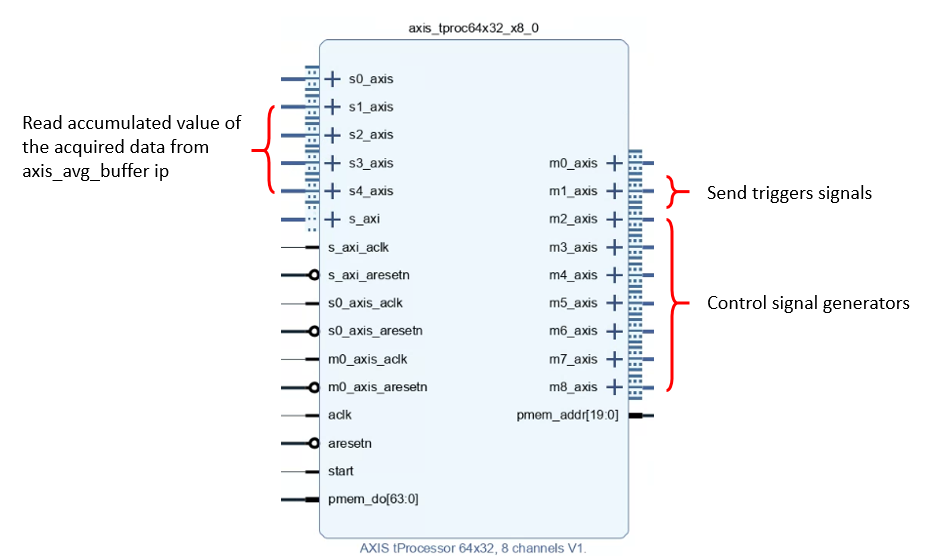 axis_tproc64x32_x8_0
Read accumulated value of
the acquired data from
axis_avg_buffer ip
s0_axis
s1_axis
s2_axis
s3_axis
s4_axis
s_axi
s_axi_aclk
s_axi_aresetn
s0_axis_aclk
s0_axis_aresetn
m0_axis_aclk
m0_axis_aresetn
aclk
aresetn
start
pmem_do[63:0]
m0_axis
m1_axis
m2_axis
m3_axis
m4_axis
m5_axis
m6_axis
m7_axis
m8_axis
pmem_addr[19:0]
Send triggers signals
Control signal generators
AXIS tProcessor 64x32, 8 channels V1.